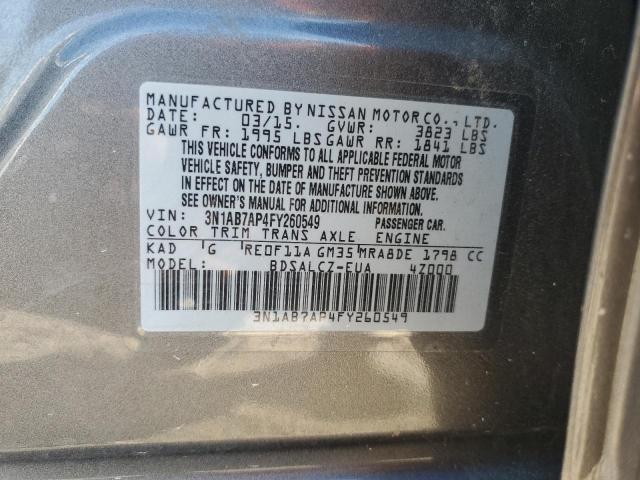 MANUFACTURED BY NISSAN MOTOR CO., LTD.
DATE: 03/15. GVWR: 3823 LBS
GAWR FR: 1995 LBS GAWR RR: 1841 LBS
THIS VEHICLE CONFORMS TO ALL APPLICABLE FEDERAL MOTOR
VEHICLE SAFETY, BUMPER AND THEFT PREVENTION STANDARDS
IN EFFECT ON THE DATE OF MANUFACTURE SHOWN ABOVE.
SEE OWNER'S MANUAL FOR ADDITIONAL INFORMATION.
VIN: 3N1AB7AP4FY260549 PASSENGER CAR.
COLOR TRIM TRANS AXLE ENGINE
KAD G RE0F11A GM35 MRA8DE 1798 CC
MODEL: BDSALCZ-EUA 4Z000
3N1AB7AP4FY260549